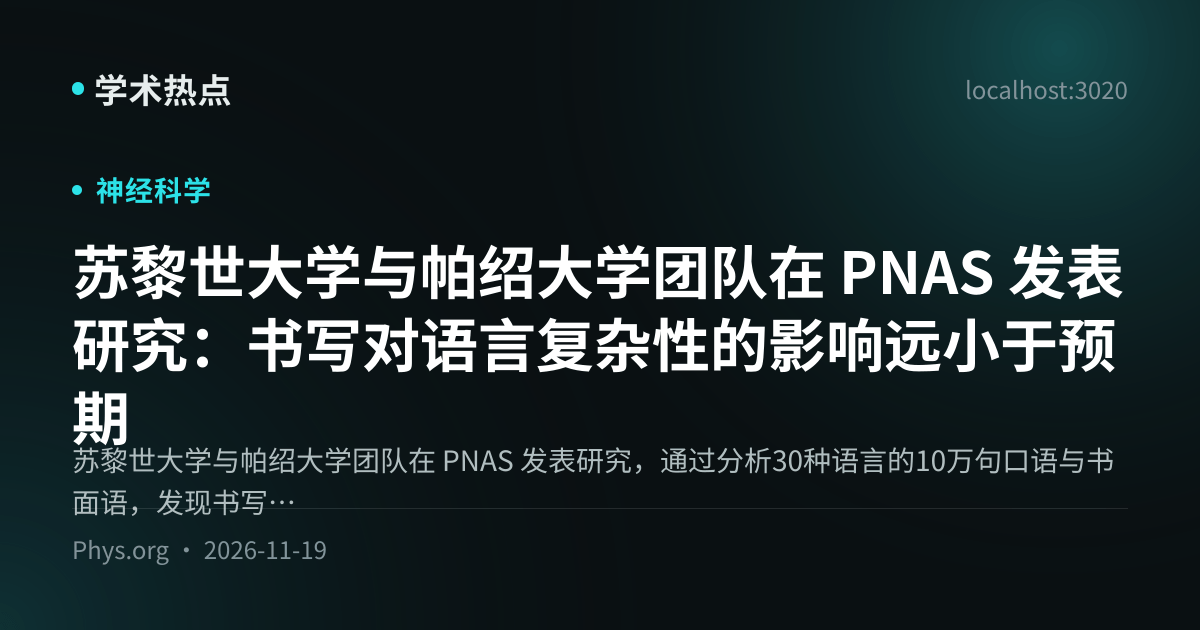 学术热点
localhost:3020
神经科学
苏黎世大学与帕绍大学团队在 PNAS 发表
研究：书写对语言复杂性的影响远小于预
期
苏黎世大学与帕绍大学团队在 PNAS 发表研究，通过分析30种语言的10万句口语与书
面语，发现书写…
Phys.org • 2026-11-19